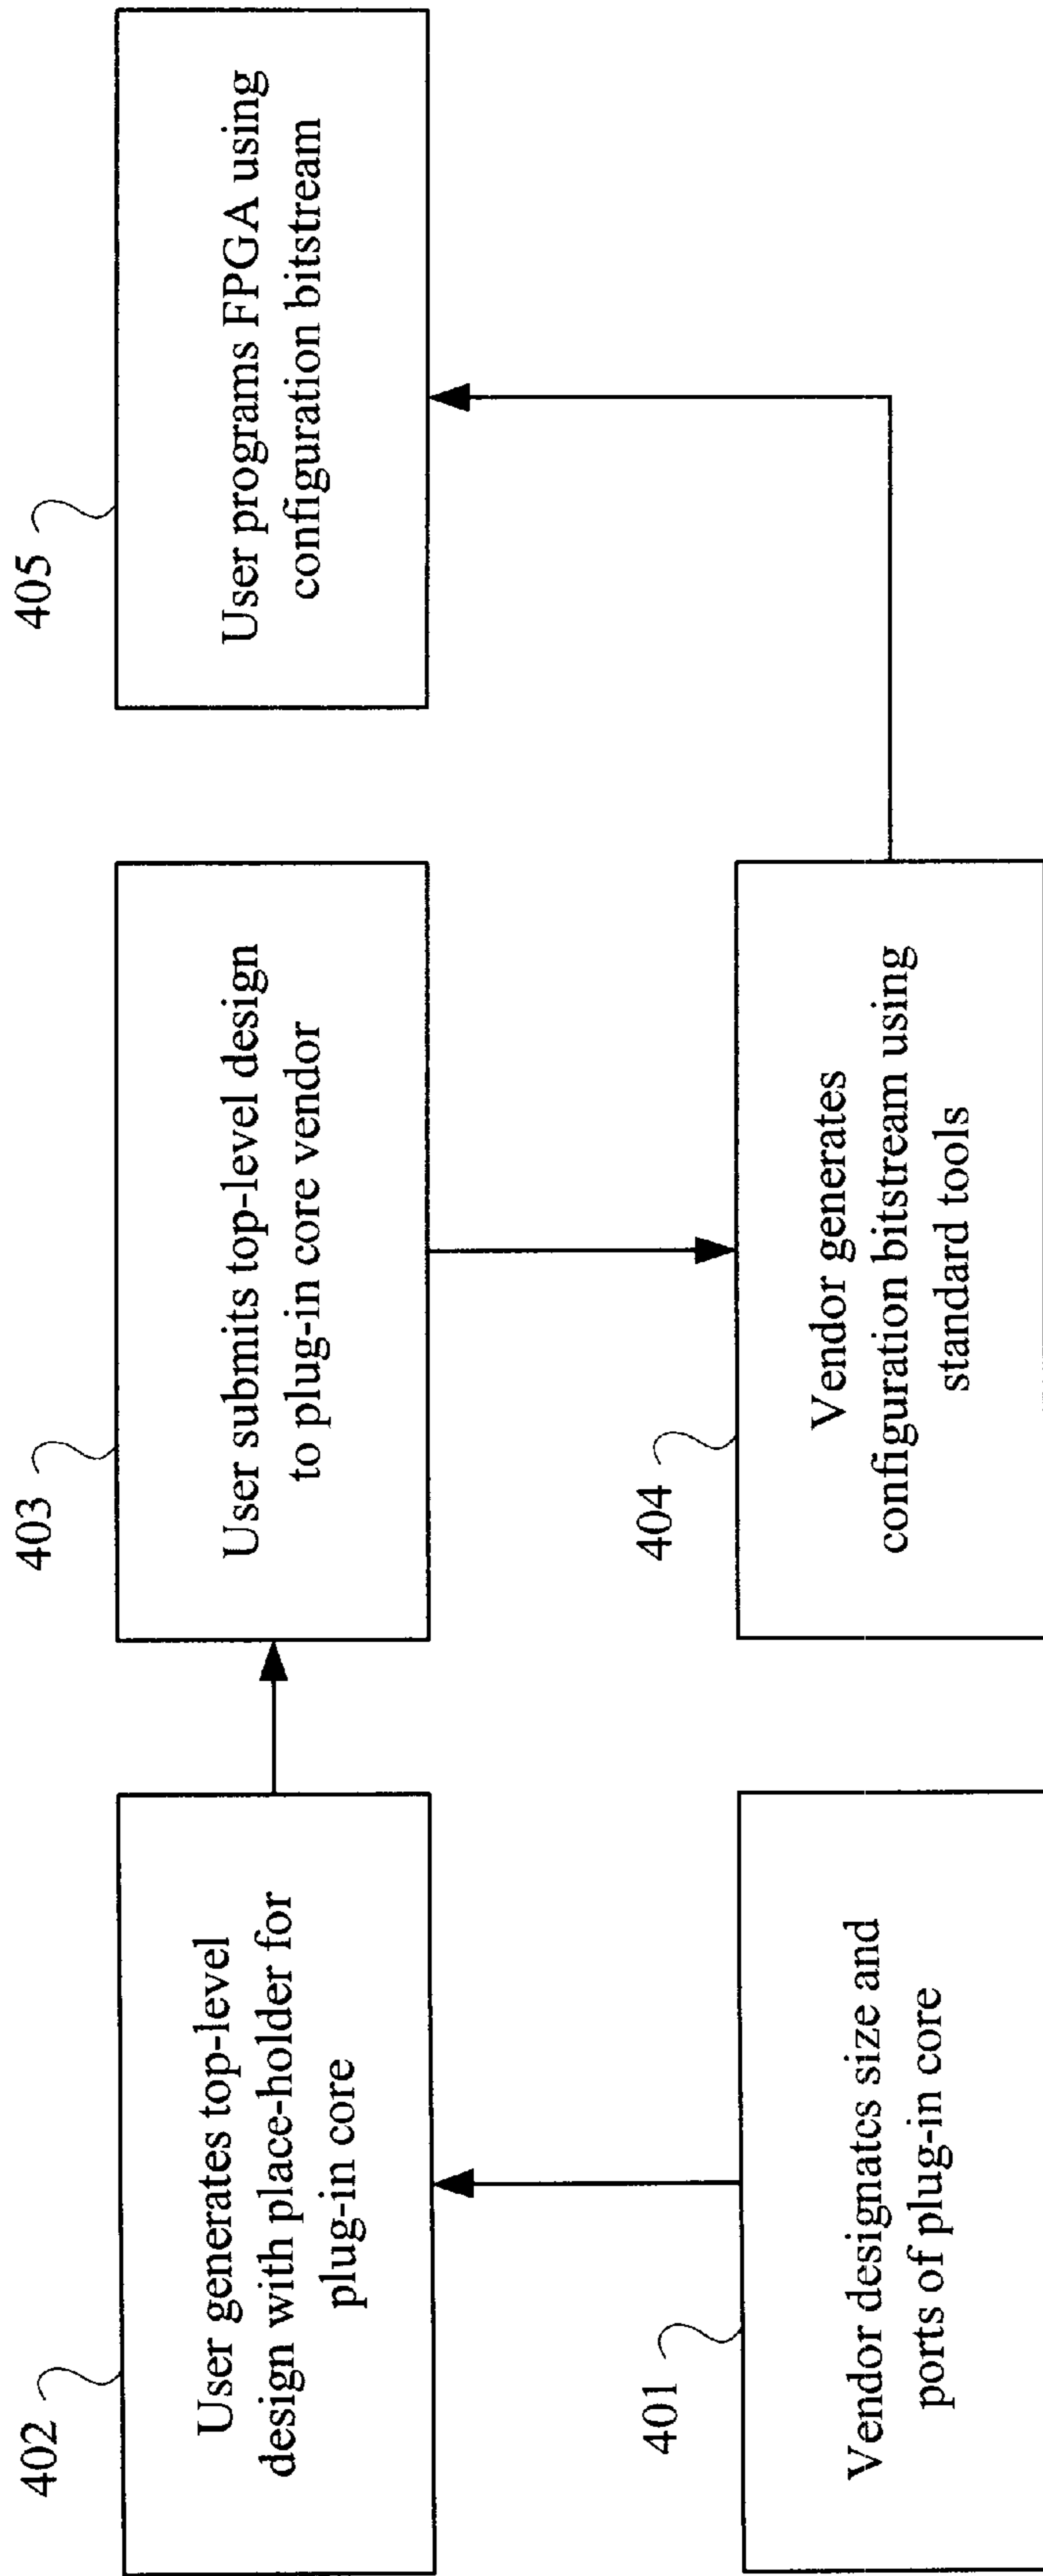 402
User generates top-level
design with place-holder for
plug-in core
403
User submits top-level design
to plug-in core vendor
405
User programs FPGA using
configuration bitstream
401
Vendor designates size and
ports of plug-in core
404
Vendor generates
configuration bitstream using
standard tools